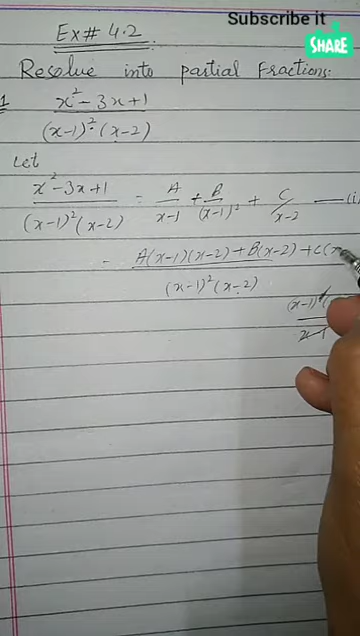 Subscribe it
SHARE
Ex# 4.2
Resolve into partial Fractions:
1 x² - 3x + 1
(x-1)² (x-2)
Let
x² - 3x + 1 = A + B + C —(i)
(x-1)² (x-2) x-1 (x-1)² x-2
= A(x-1)(x-2) + B(x-2) + C(x
(x-1)² (x-2)
(x-1)²
x-1